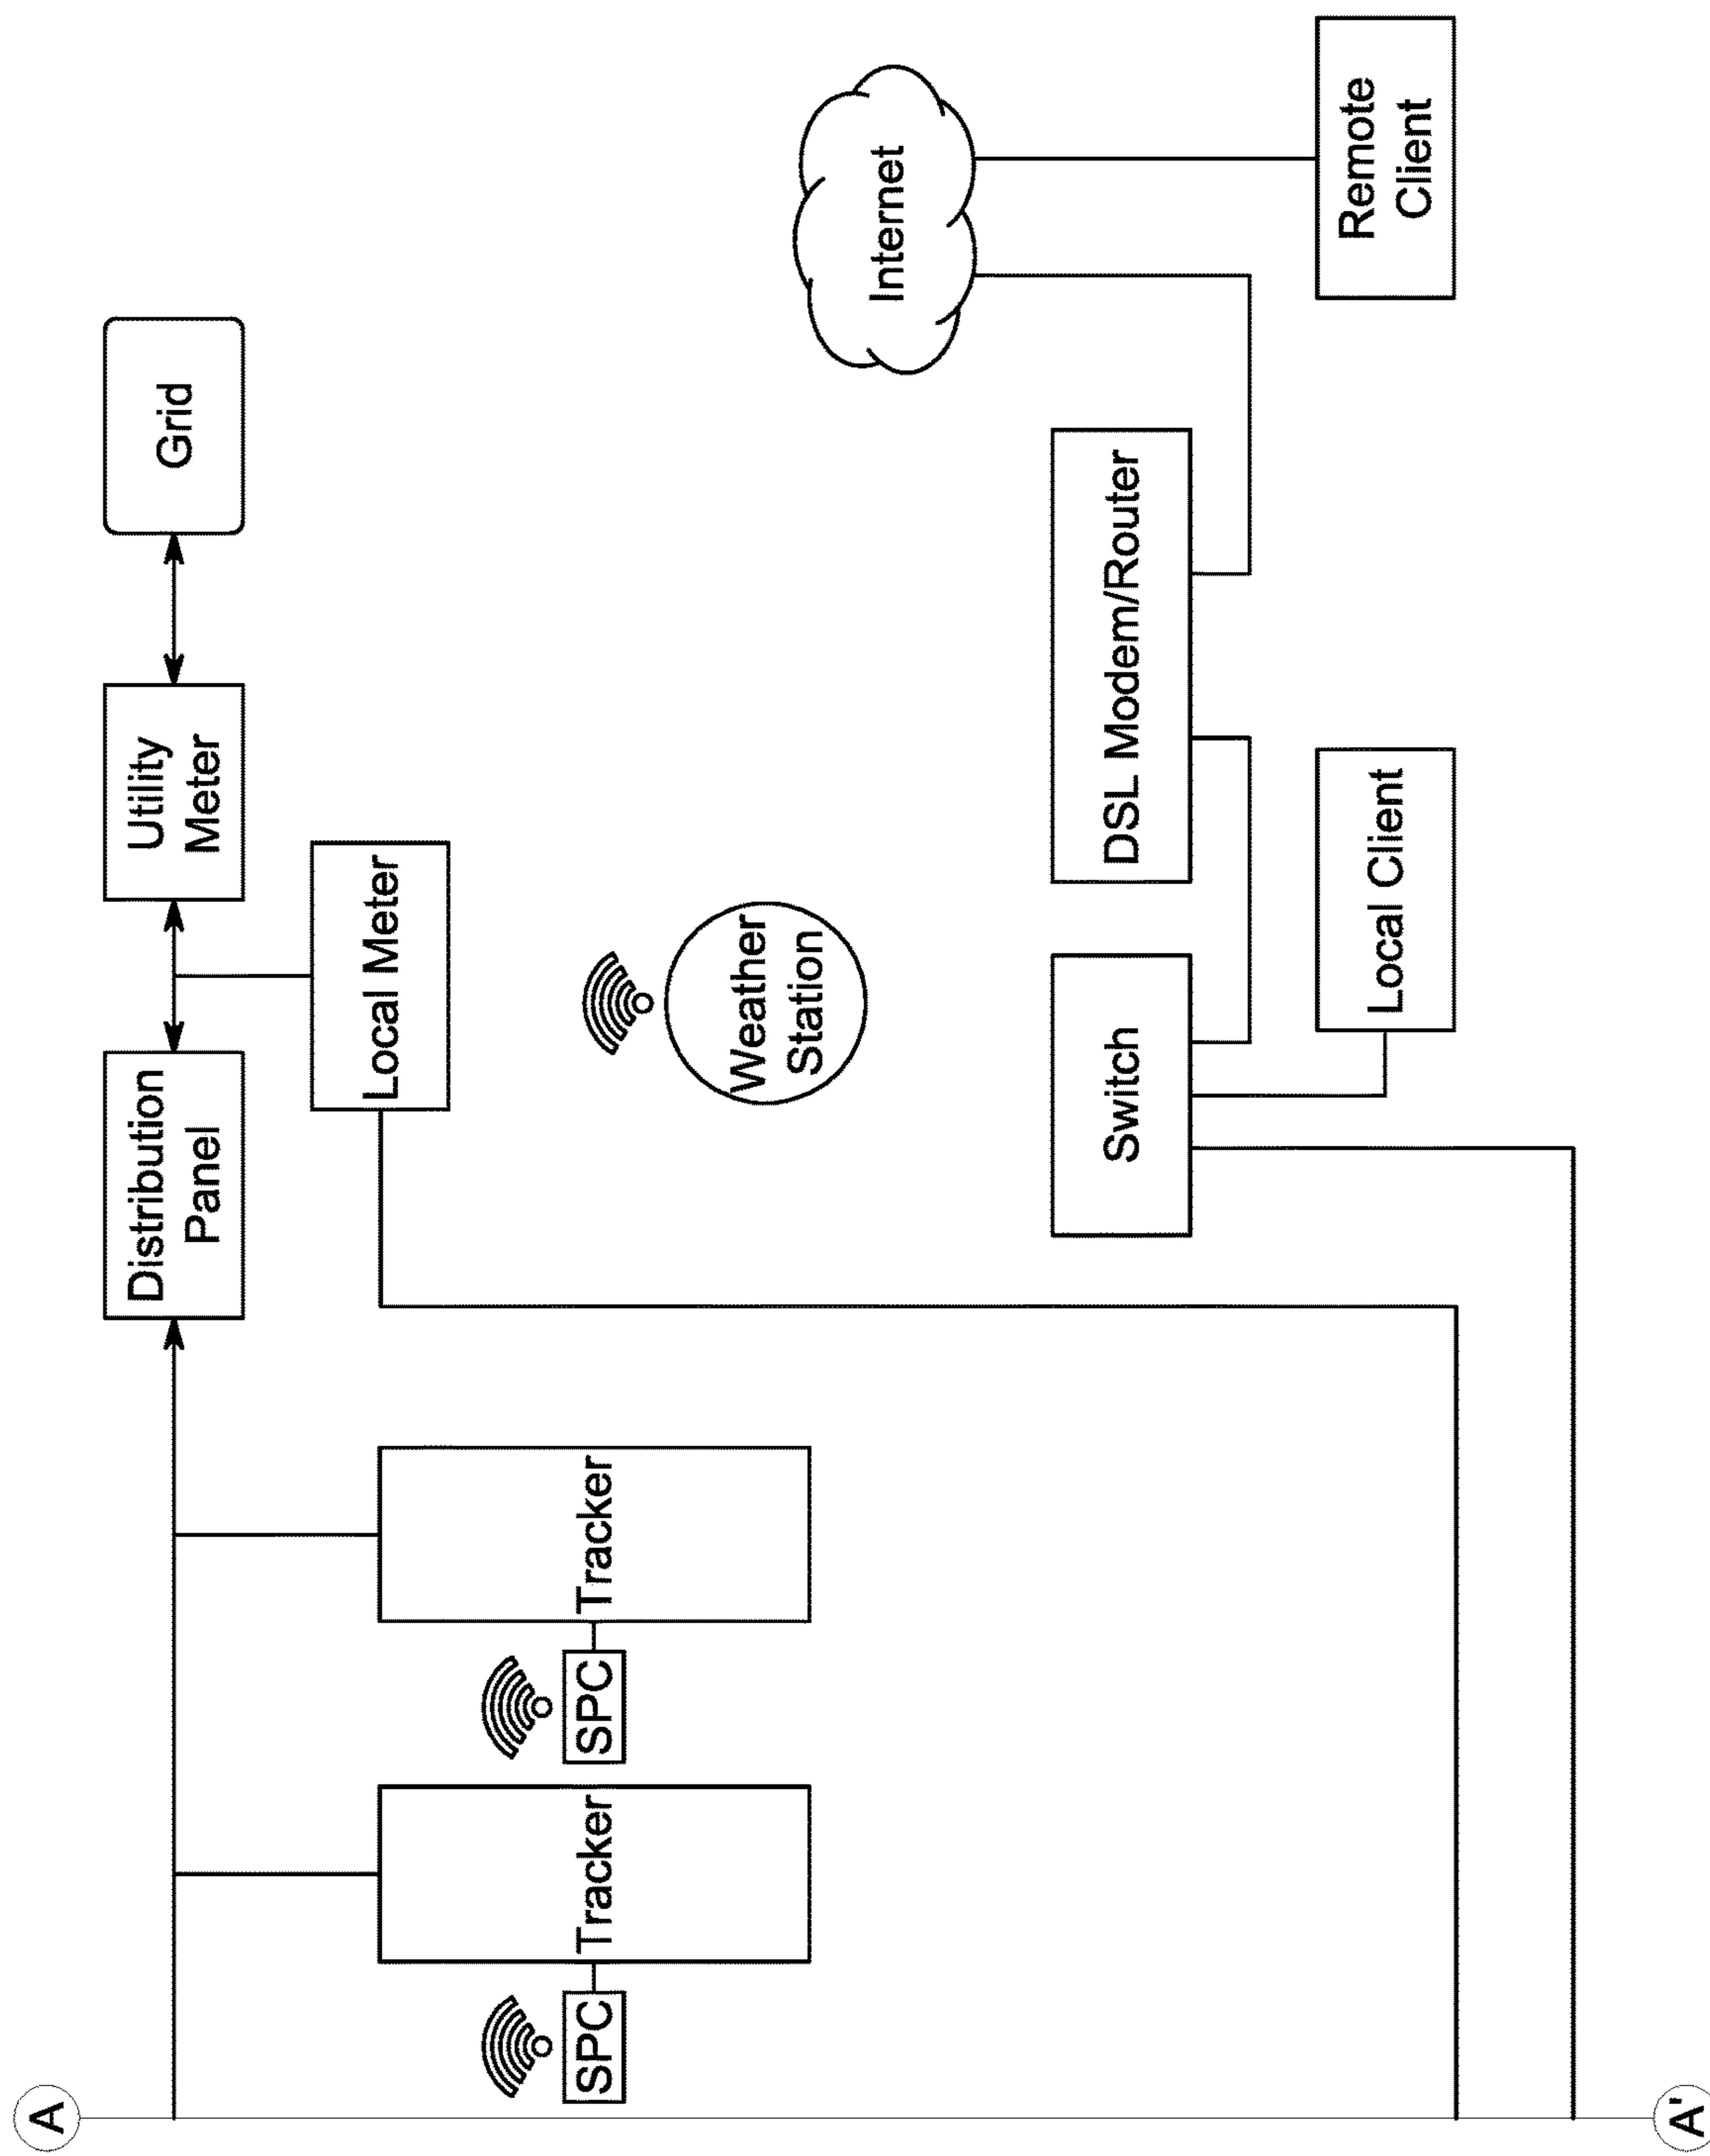 A
Distribution
Panel
Utility
Meter
Grid
Local Meter
SPC
Tracker
SPC
Tracker
Weather
Station
Internet
Switch
DSL Modem/Router
Local Client
Remote
Client
A'